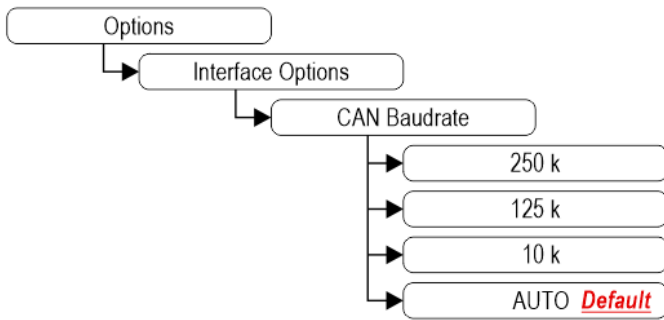 Options
Interface Options
CAN Baudrate
250 k
125 k
10 k
AUTO Default